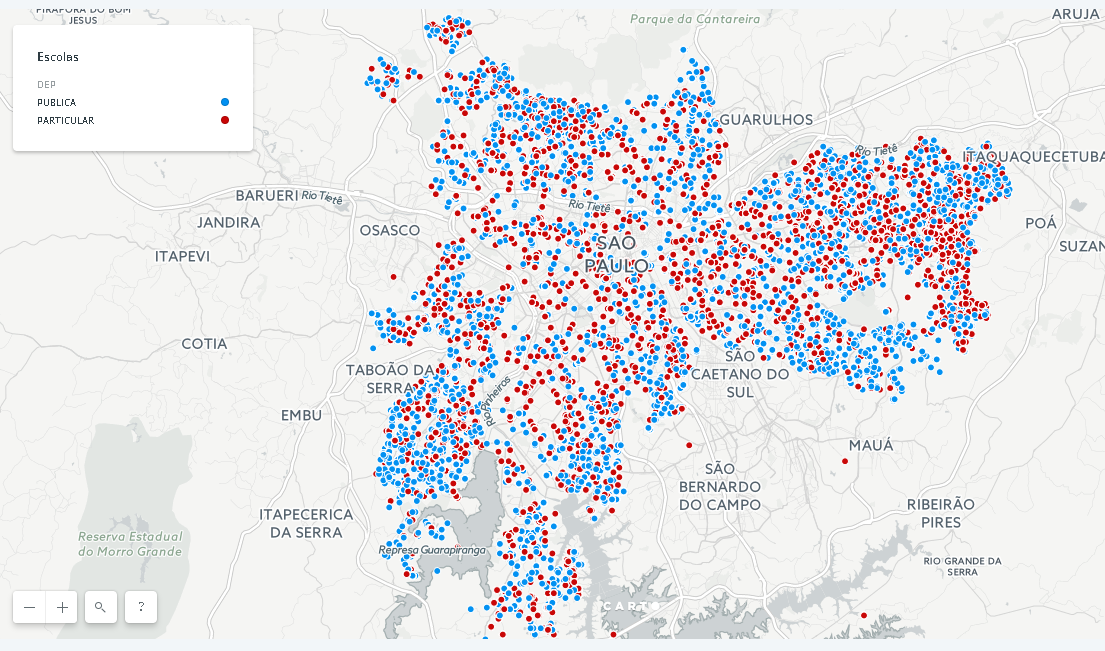 PIRAPORA DO BOM
JESUS
Parque da Cantareira
ARUJA
Escolas
DEP
PUBLICA
PARTICULAR
GUARULHOS
Rio Tietê
ITAQUAQUECETUBA
BARUERI
Rio Tietê
Rio Tietê
JANDIRA
OSASCO
POÁ
SÃO
PAULO
SUZAN
ITAPEVI
COTIA
SÃO
CAETANO DO
SUL
TABOÃO DA
SERRA
Rio Pinheiros
EMBU
MAUÁ
SÃO
BERNARDO
DO CAMPO
RIBEIRÃO
PIRES
ITAPECERICA
DA SERRA
Reserva Estadual
do Morro Grande
Represa Guarapiranga
RIO GRANDE DA
SERRA
CARTO
?